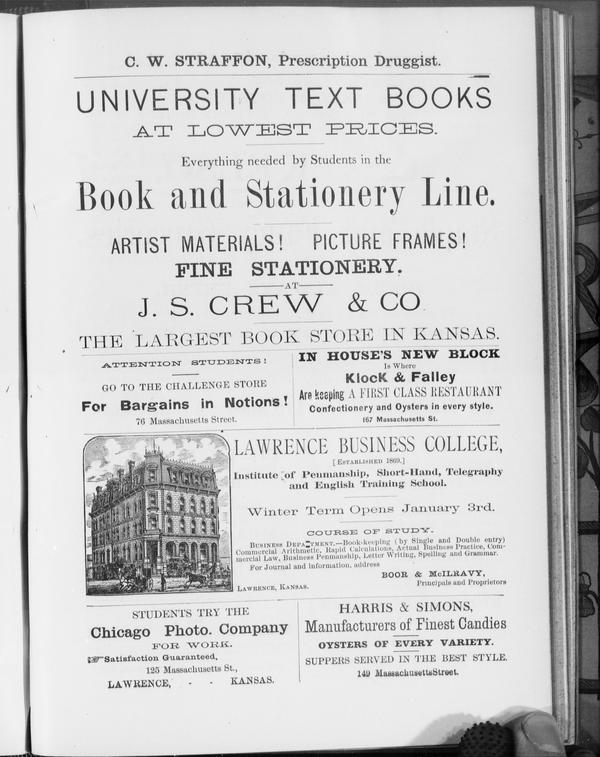 C. W. STRAFFON, Prescription Druggist.
UNIVERSITY TEXT BOOKS
AT LOWEST PRICES.
Everything needed by Students in the
Book and Stationery Line.
ARTIST MATERIALS! PICTURE FRAMES!
FINE STATIONERY.
AT
J. S. CREW & CO
THE LARGEST BOOK STORE IN KANSAS.
ATTENTION STUDENTS!
GO TO THE CHALLENGE STORE
For Bargains in Notions!
76 Massachusetts Street.
IN HOUSE'S NEW BLOCK
Is Where
Klock & Falley
Are keeping A FIRST CLASS RESTAURANT
Confectionery and Oysters in every style.
167 Massachusetts St.
LAWRENCE BUSINESS COLLEGE,
[ESTABLISHED 1869.]
Institute of Penmanship, Short-Hand, Telegraphy
and English Training School.
Winter Term Opens January 3rd.
COURSE OF STUDY.
BUSINESS DEPARTMENT.—Book-keeping (by Single and Double entry)
Commercial Arithmetic, Rapid Calculations, Actual Business Practice, Com-
mercial Law, Business Penmanship, Letter Writing, Spelling and Grammar.
For Journal and information, address
BOOR & McILRAVY,
LAWRENCE, KANSAS. Principals and Proprietors
STUDENTS TRY THE
Chicago Photo. Company
FOR WORK.
☞Satisfaction Guaranteed,
125 Massachusetts St.,
LAWRENCE, - - KANSAS.
HARRIS & SIMONS,
Manufacturers of Finest Candies
OYSTERS OF EVERY VARIETY.
SUPPERS SERVED IN THE BEST STYLE.
149 Massachusetts Street.